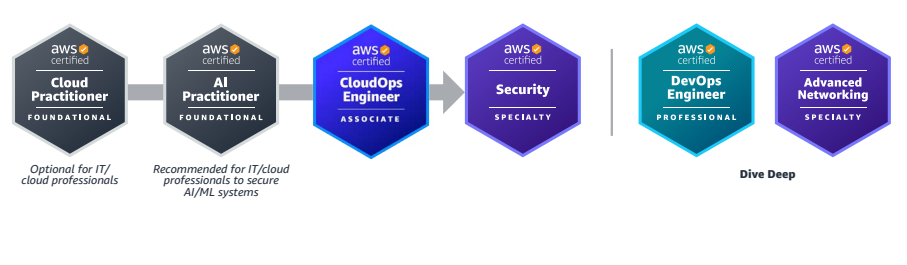 aws
certified
Cloud
Practitioner
FOUNDATIONAL
Optional for IT/
cloud professionals
aws
certified
AI
Practitioner
FOUNDATIONAL
Recommended for IT/cloud
professionals to secure
AI/ML systems
aws
certified
CloudOps
Engineer
ASSOCIATE
aws
certified
Security
SPECIALTY
aws
certified
DevOps
Engineer
PROFESSIONAL
aws
certified
Advanced
Networking
SPECIALTY
Dive Deep